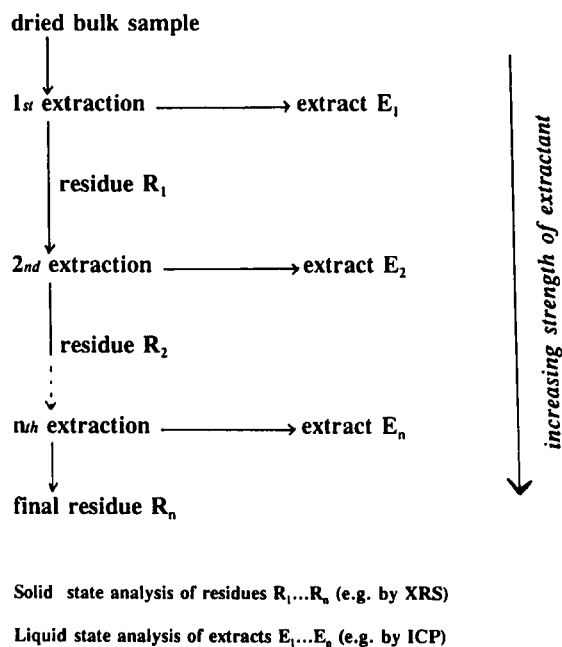 dried bulk sample
1st extraction → extract E₁
residue R₁
2nd extraction → extract E₂
residue R₂
nth extraction → extract Eₙ
final residue Rₙ
increasing strength of extractant
Solid state analysis of residues R₁...Rₙ (e.g. by XRS)
Liquid state analysis of extracts E₁...Eₙ (e.g. by ICP)